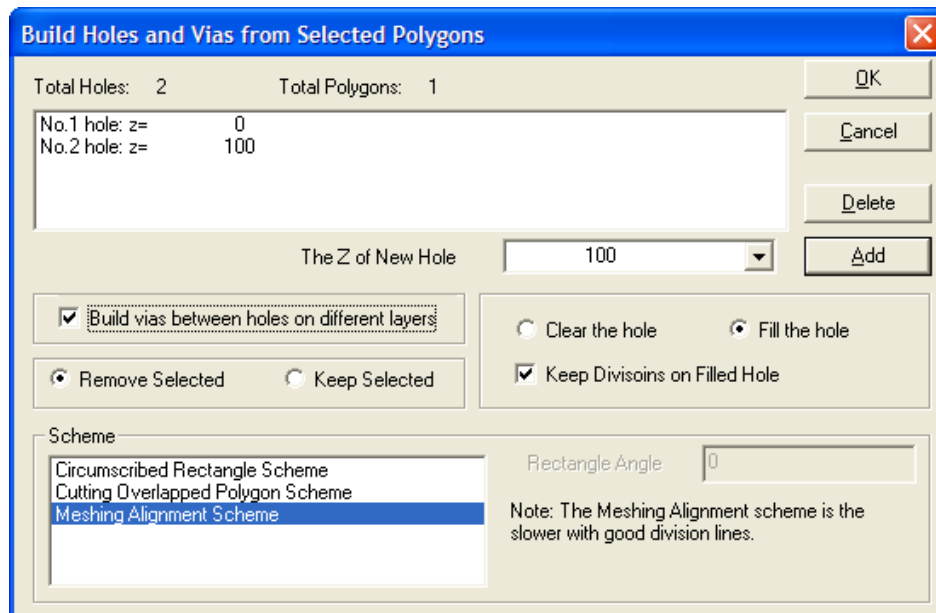 Build Holes and Vias from Selected Polygons
Total Holes: 2 Total Polygons: 1
OK
No.1 hole: z= 0
No.2 hole: z= 100
Cancel
Delete
The Z of New Hole 100 Add
Build vias between holes on different layers
Clear the hole Fill the hole
Remove Selected Keep Selected
Keep Divisoins on Filled Hole
Scheme
Circumscribed Rectangle Scheme
Cutting Overlapped Polygon Scheme
Meshing Alignment Scheme
Rectangle Angle 0
Note: The Meshing Alignment scheme is the
slower with good division lines.